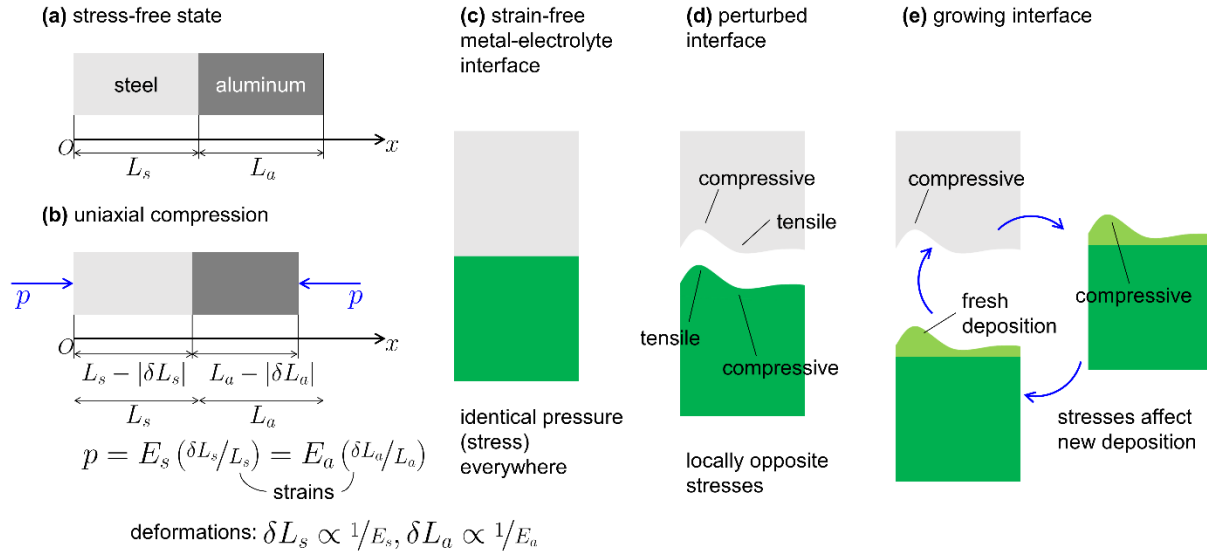 (a) stress-free state
steel
aluminum
O
x
L_s
L_a
(b) uniaxial compression
p
p
O
x
L_s − |δL_s|
L_a − |δL_a|
L_s
L_a
p = E_s (δL_s/L_s) = E_a (δL_a/L_a)
strains
deformations: δL_s ∝ 1/E_s, δL_a ∝ 1/E_a
(c) strain-free
metal-electrolyte
interface
identical pressure
(stress)
everywhere
(d) perturbed
interface
compressive
tensile
tensile
compressive
locally opposite
stresses
(e) growing interface
compressive
compressive
fresh
deposition
stresses affect
new deposition